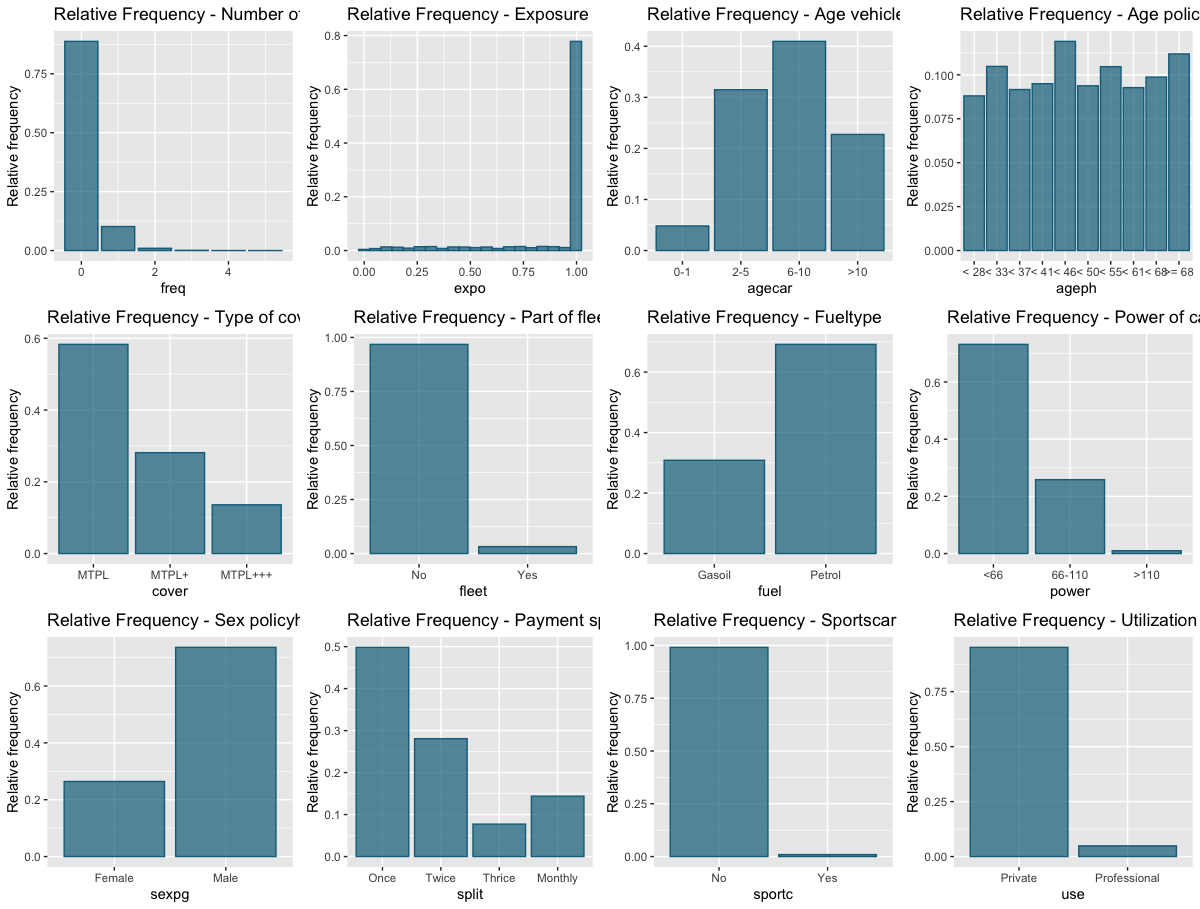 Relative Frequency - Number of
Relative frequency
0.75
0.50
0.25
0.00
0 2 4
freq
Relative Frequency - Exposure
Relative frequency
0.8
0.6
0.4
0.2
0.0
0.00 0.25 0.50 0.75 1.00
expo
Relative Frequency - Age vehicle
Relative frequency
0.4
0.3
0.2
0.1
0.0
0-1 2-5 6-10 >10
agecar
Relative Frequency - Age polic
Relative frequency
0.100
0.075
0.050
0.025
0.000
< 28 < 33 < 37 < 41 < 46 < 50 < 55 < 61 < 68 >= 68
ageph
Relative Frequency - Type of cov
Relative frequency
0.6
0.4
0.2
0.0
MTPL MTPL+ MTPL+++
cover
Relative Frequency - Part of flee
Relative frequency
1.00
0.75
0.50
0.25
0.00
No Yes
fleet
Relative Frequency - Fueltype
Relative frequency
0.6
0.4
0.2
0.0
Gasoil Petrol
fuel
Relative Frequency - Power of ca
Relative frequency
0.6
0.4
0.2
0.0
<66 66-110 >110
power
Relative Frequency - Sex policyh
Relative frequency
0.6
0.4
0.2
0.0
Female Male
sexpg
Relative Frequency - Payment sp
Relative frequency
0.5
0.4
0.3
0.2
0.1
0.0
Once Twice Thrice Monthly
split
Relative Frequency - Sportscar
Relative frequency
1.00
0.75
0.50
0.25
0.00
No Yes
sportc
Relative Frequency - Utilization
Relative frequency
0.75
0.50
0.25
0.00
Private Professional
use